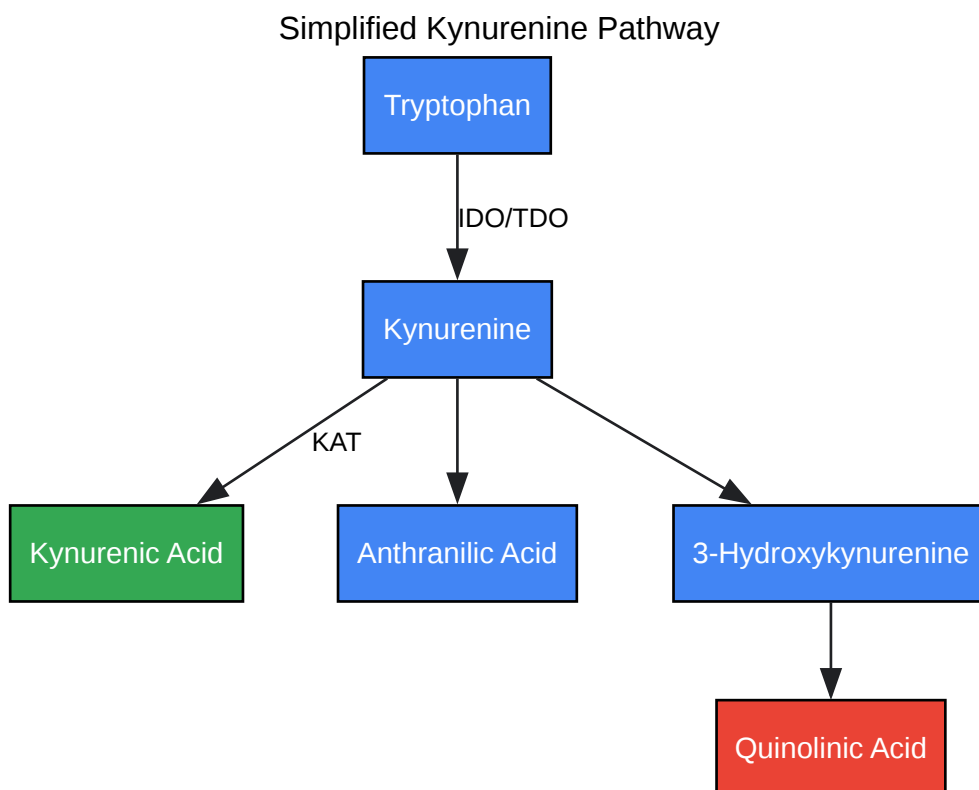 Simplified Kynurenine Pathway
Tryptophan
IDO/TDO
Kynurenine
KAT
Kynurenic Acid
Anthranilic Acid
3-Hydroxykynurenine
Quinolinic Acid